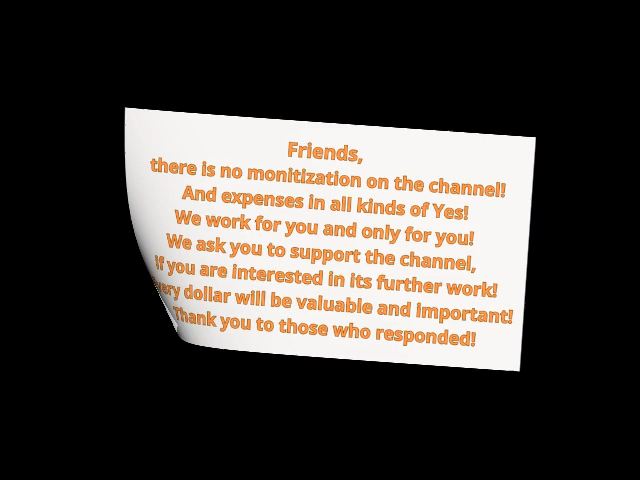 Friends,
there is no monitization on the channel!
And expenses in all kinds of Yes!
We work for you and only for you!
We ask you to support the channel,
if you are interested in its further work!
every dollar will be valuable and important!
Thank you to those who responded!